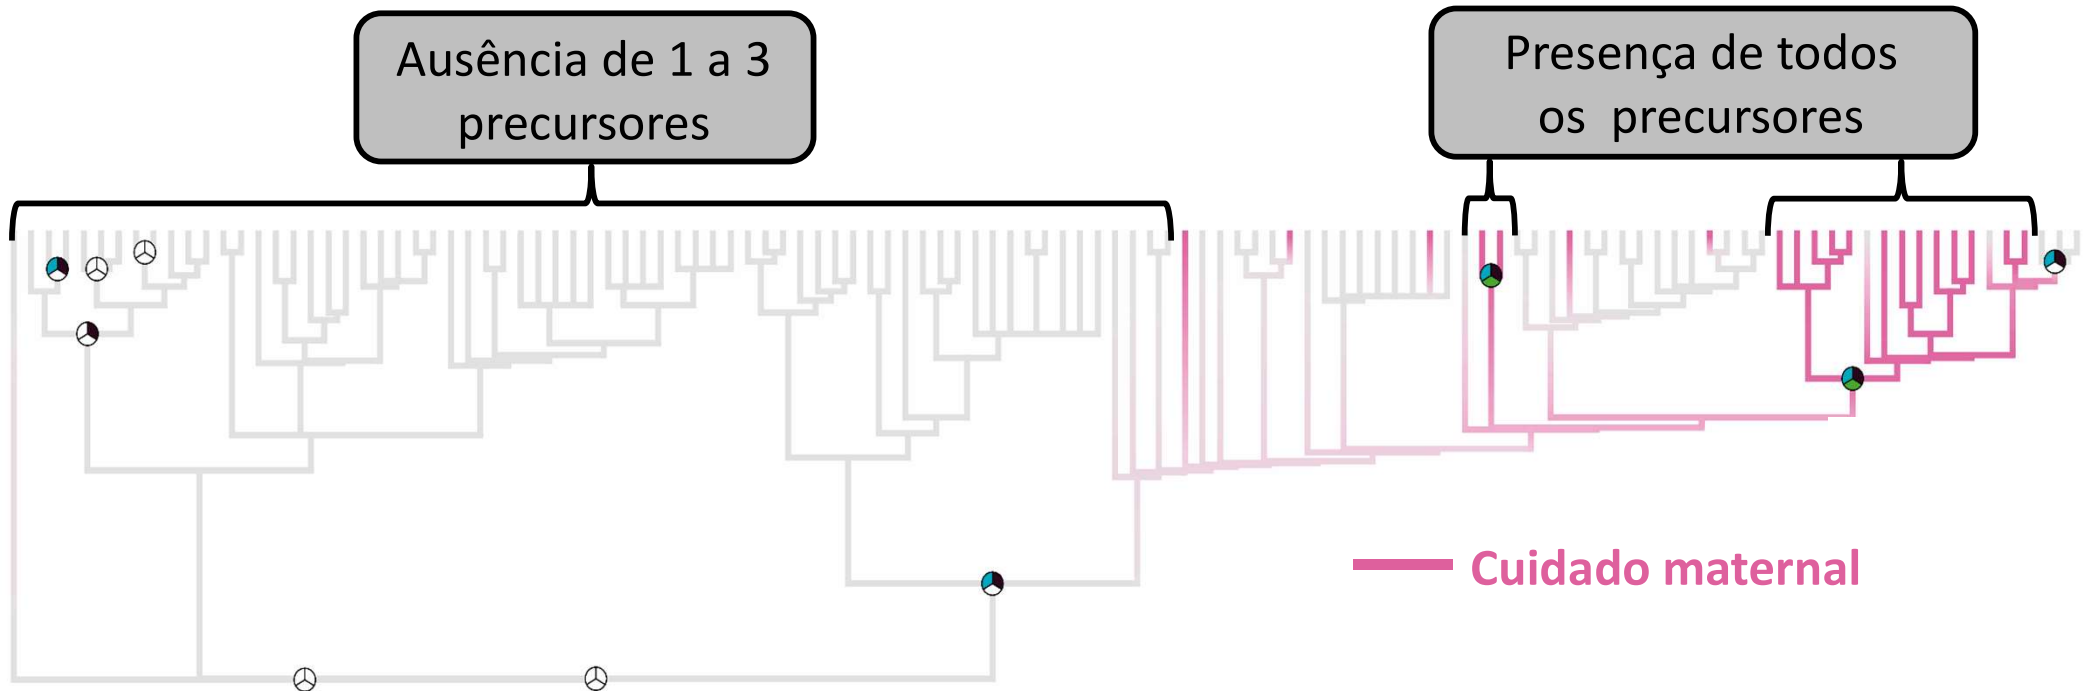 Ausência de 1 a 3
precursores
Presença de todos
os precursores
Cuidado maternal